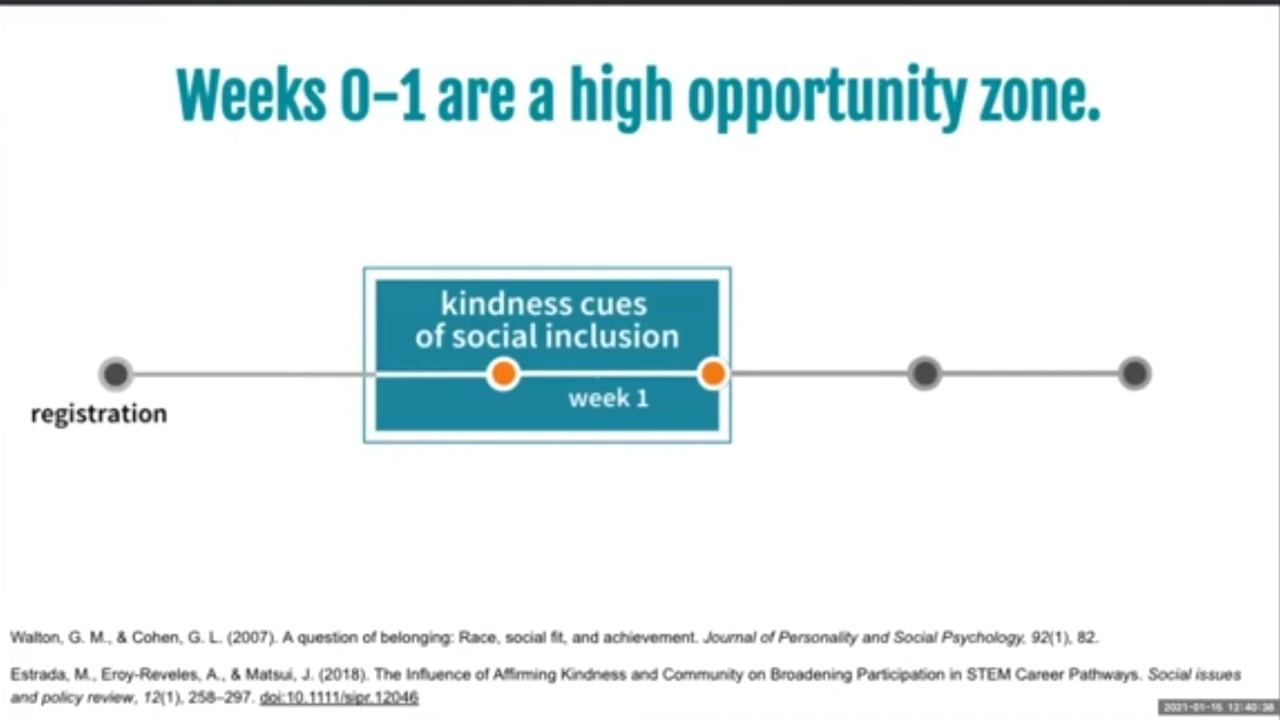 Weeks 0-1 are a high opportunity zone.
kindness cues
of social inclusion
week 1
registration
Walton, G. M., & Cohen, G. L. (2007). A question of belonging: Race, social fit, and achievement. Journal of Personality and Social Psychology, 92(1), 82.
Estrada, M., Eroy-Reveles, A., & Matsui, J. (2018). The Influence of Affirming Kindness and Community on Broadening Participation in STEM Career Pathways. Social issues
and policy review, 12(1), 258–297. doi:10.1111/sipr.12046
2021-01-15 12:40:38